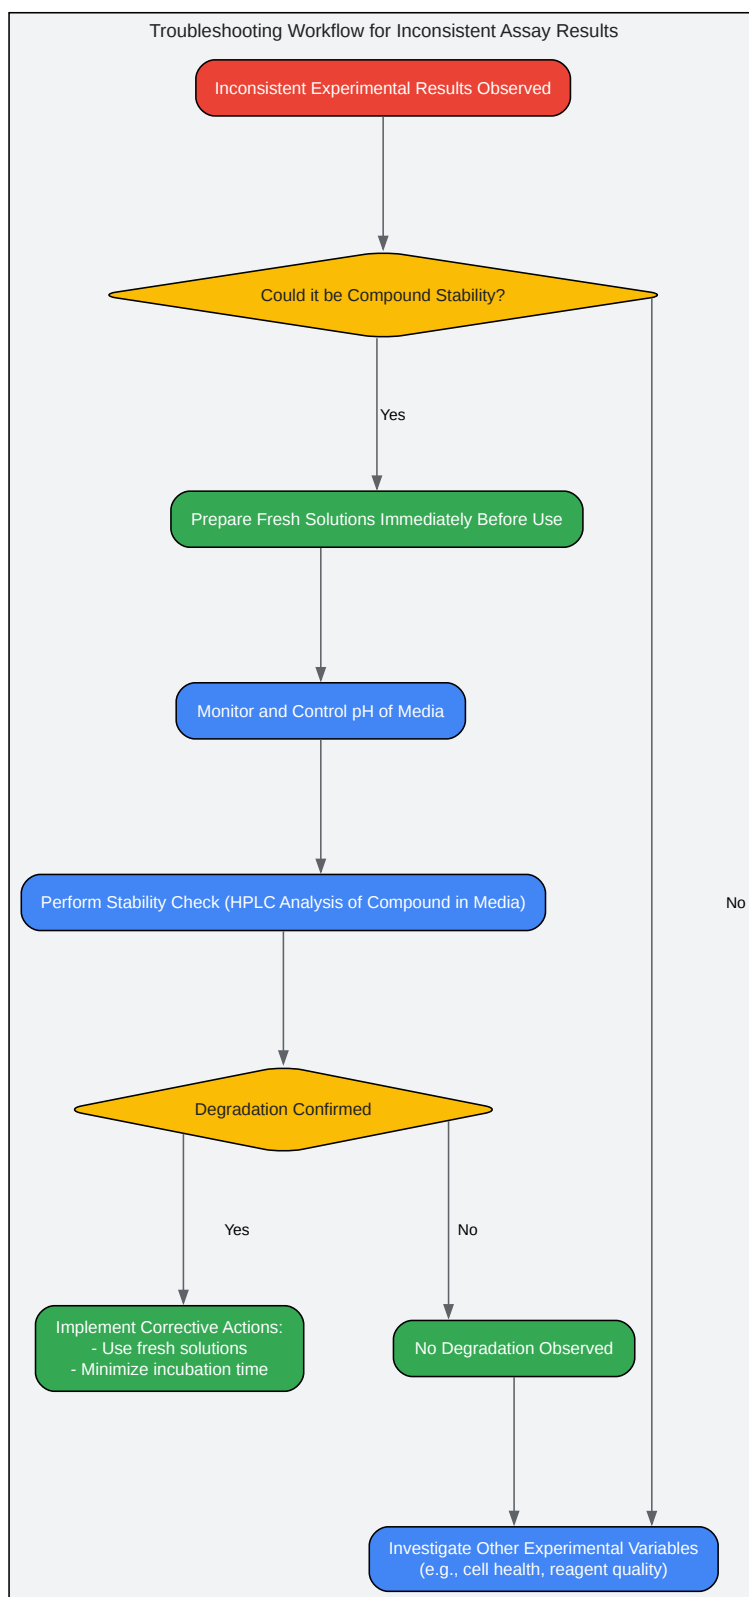 Troubleshooting Workflow for Inconsistent Assay Results
Inconsistent Experimental Results Observed
Could it be Compound Stability?
Yes
Prepare Fresh Solutions Immediately Before Use
Monitor and Control pH of Media
Perform Stability Check (HPLC Analysis of Compound in Media)
No
Degradation Confirmed
Yes
No
Implement Corrective Actions:
- Use fresh solutions
- Minimize incubation time
No Degradation Observed
Investigate Other Experimental Variables
(e.g., cell health, reagent quality)